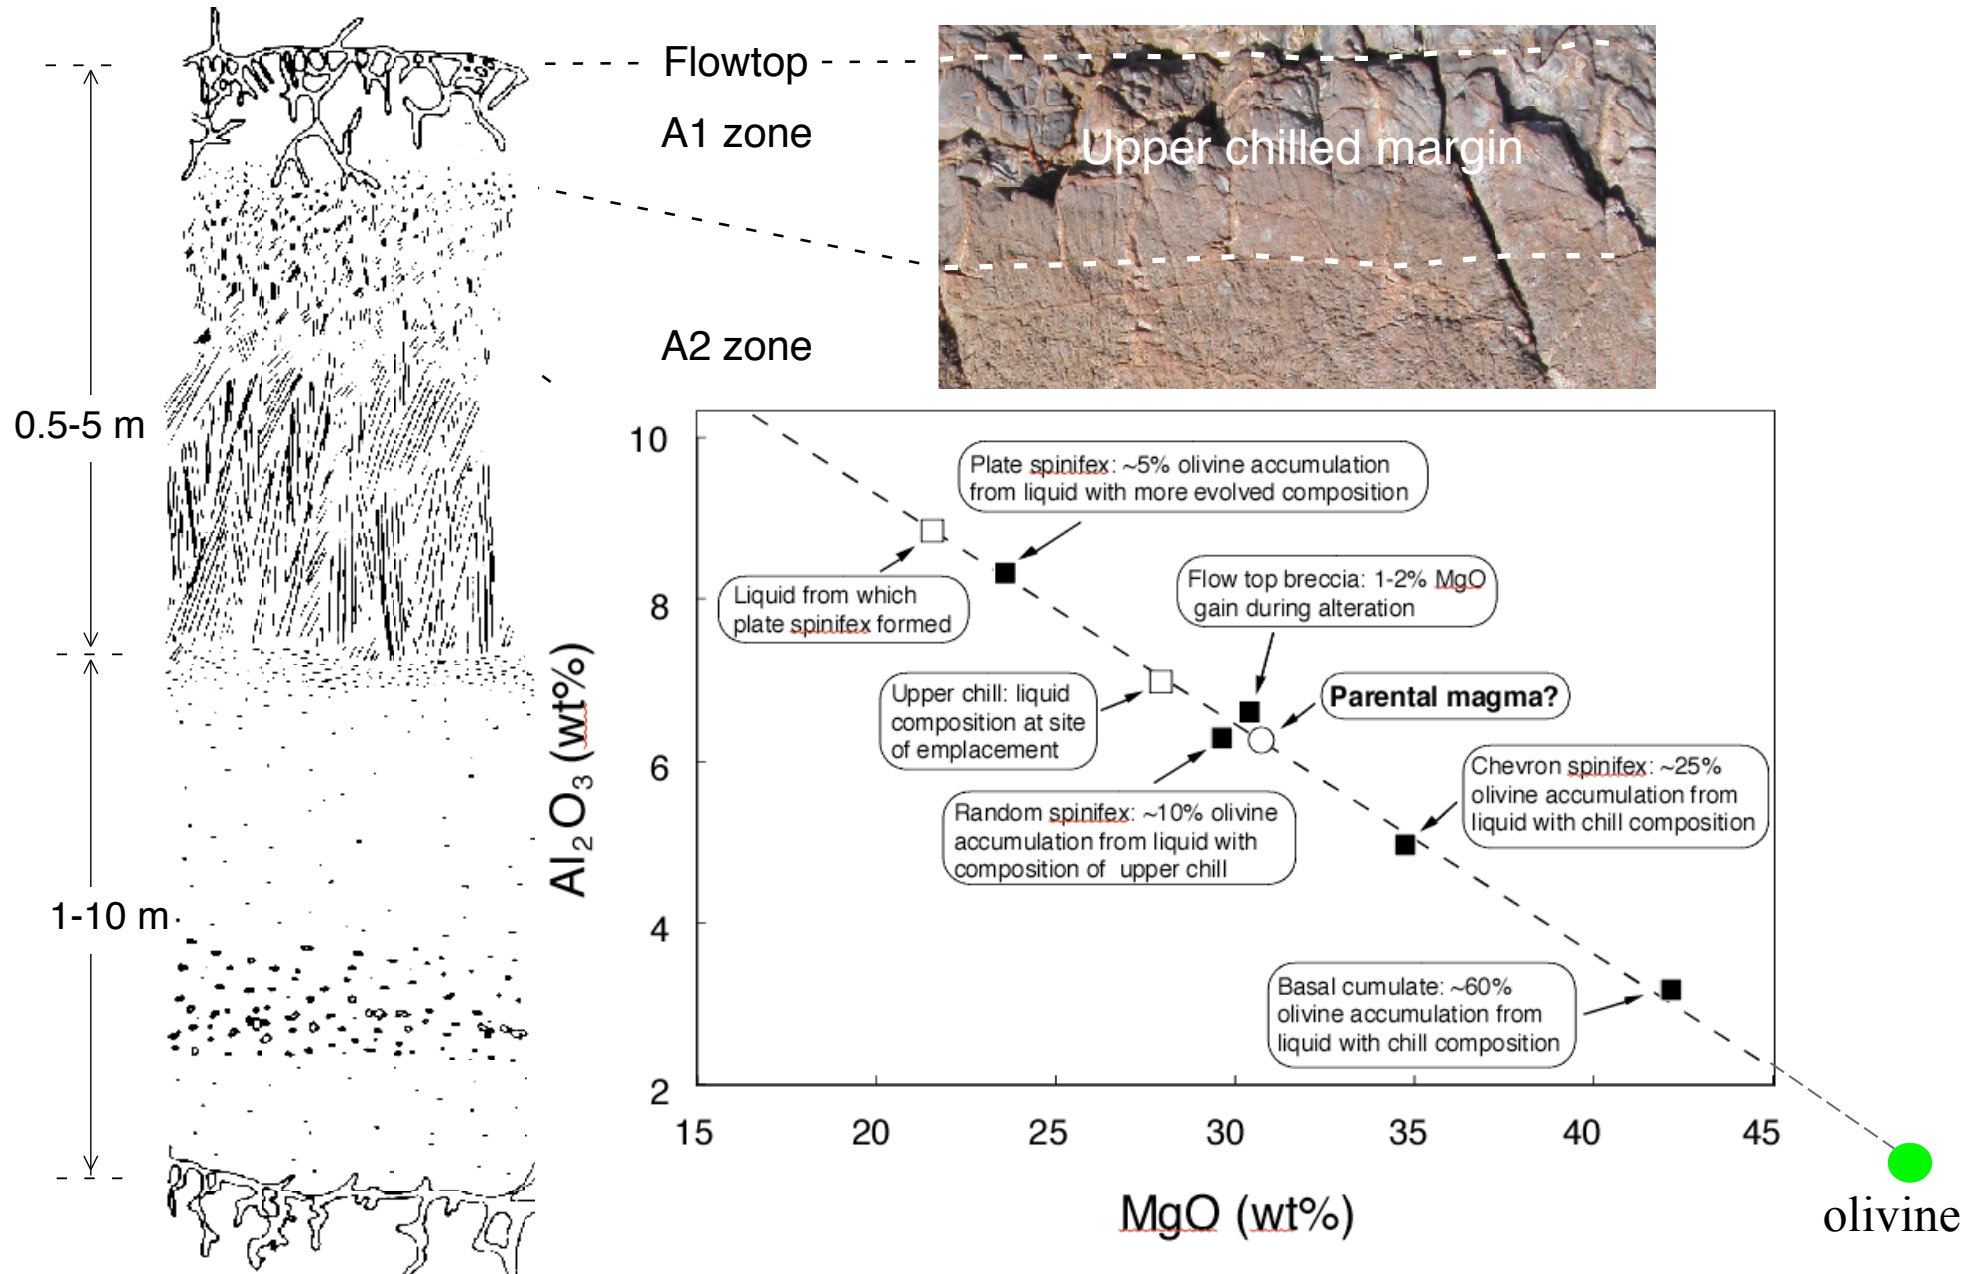 Flowtop
A1 zone
Upper chilled margin
A2 zone
0.5-5 m
1-10 m
10
8
6
4
2
Al2O3 (wt%)
Plate spinifex: ~5% olivine accumulation
from liquid with more evolved composition
Liquid from which
plate spinifex formed
Flow top breccia: 1-2% MgO
gain during alteration
Upper chill: liquid
composition at site
of emplacement
Parental magma?
Random spinifex: ~10% olivine
accumulation from liquid with
composition of upper chill
Chevron spinifex: ~25%
olivine accumulation from
liquid with chill composition
Basal cumulate: ~60%
olivine accumulation from
liquid with chill composition
15 20 25 30 35 40 45
MgO (wt%)
olivine